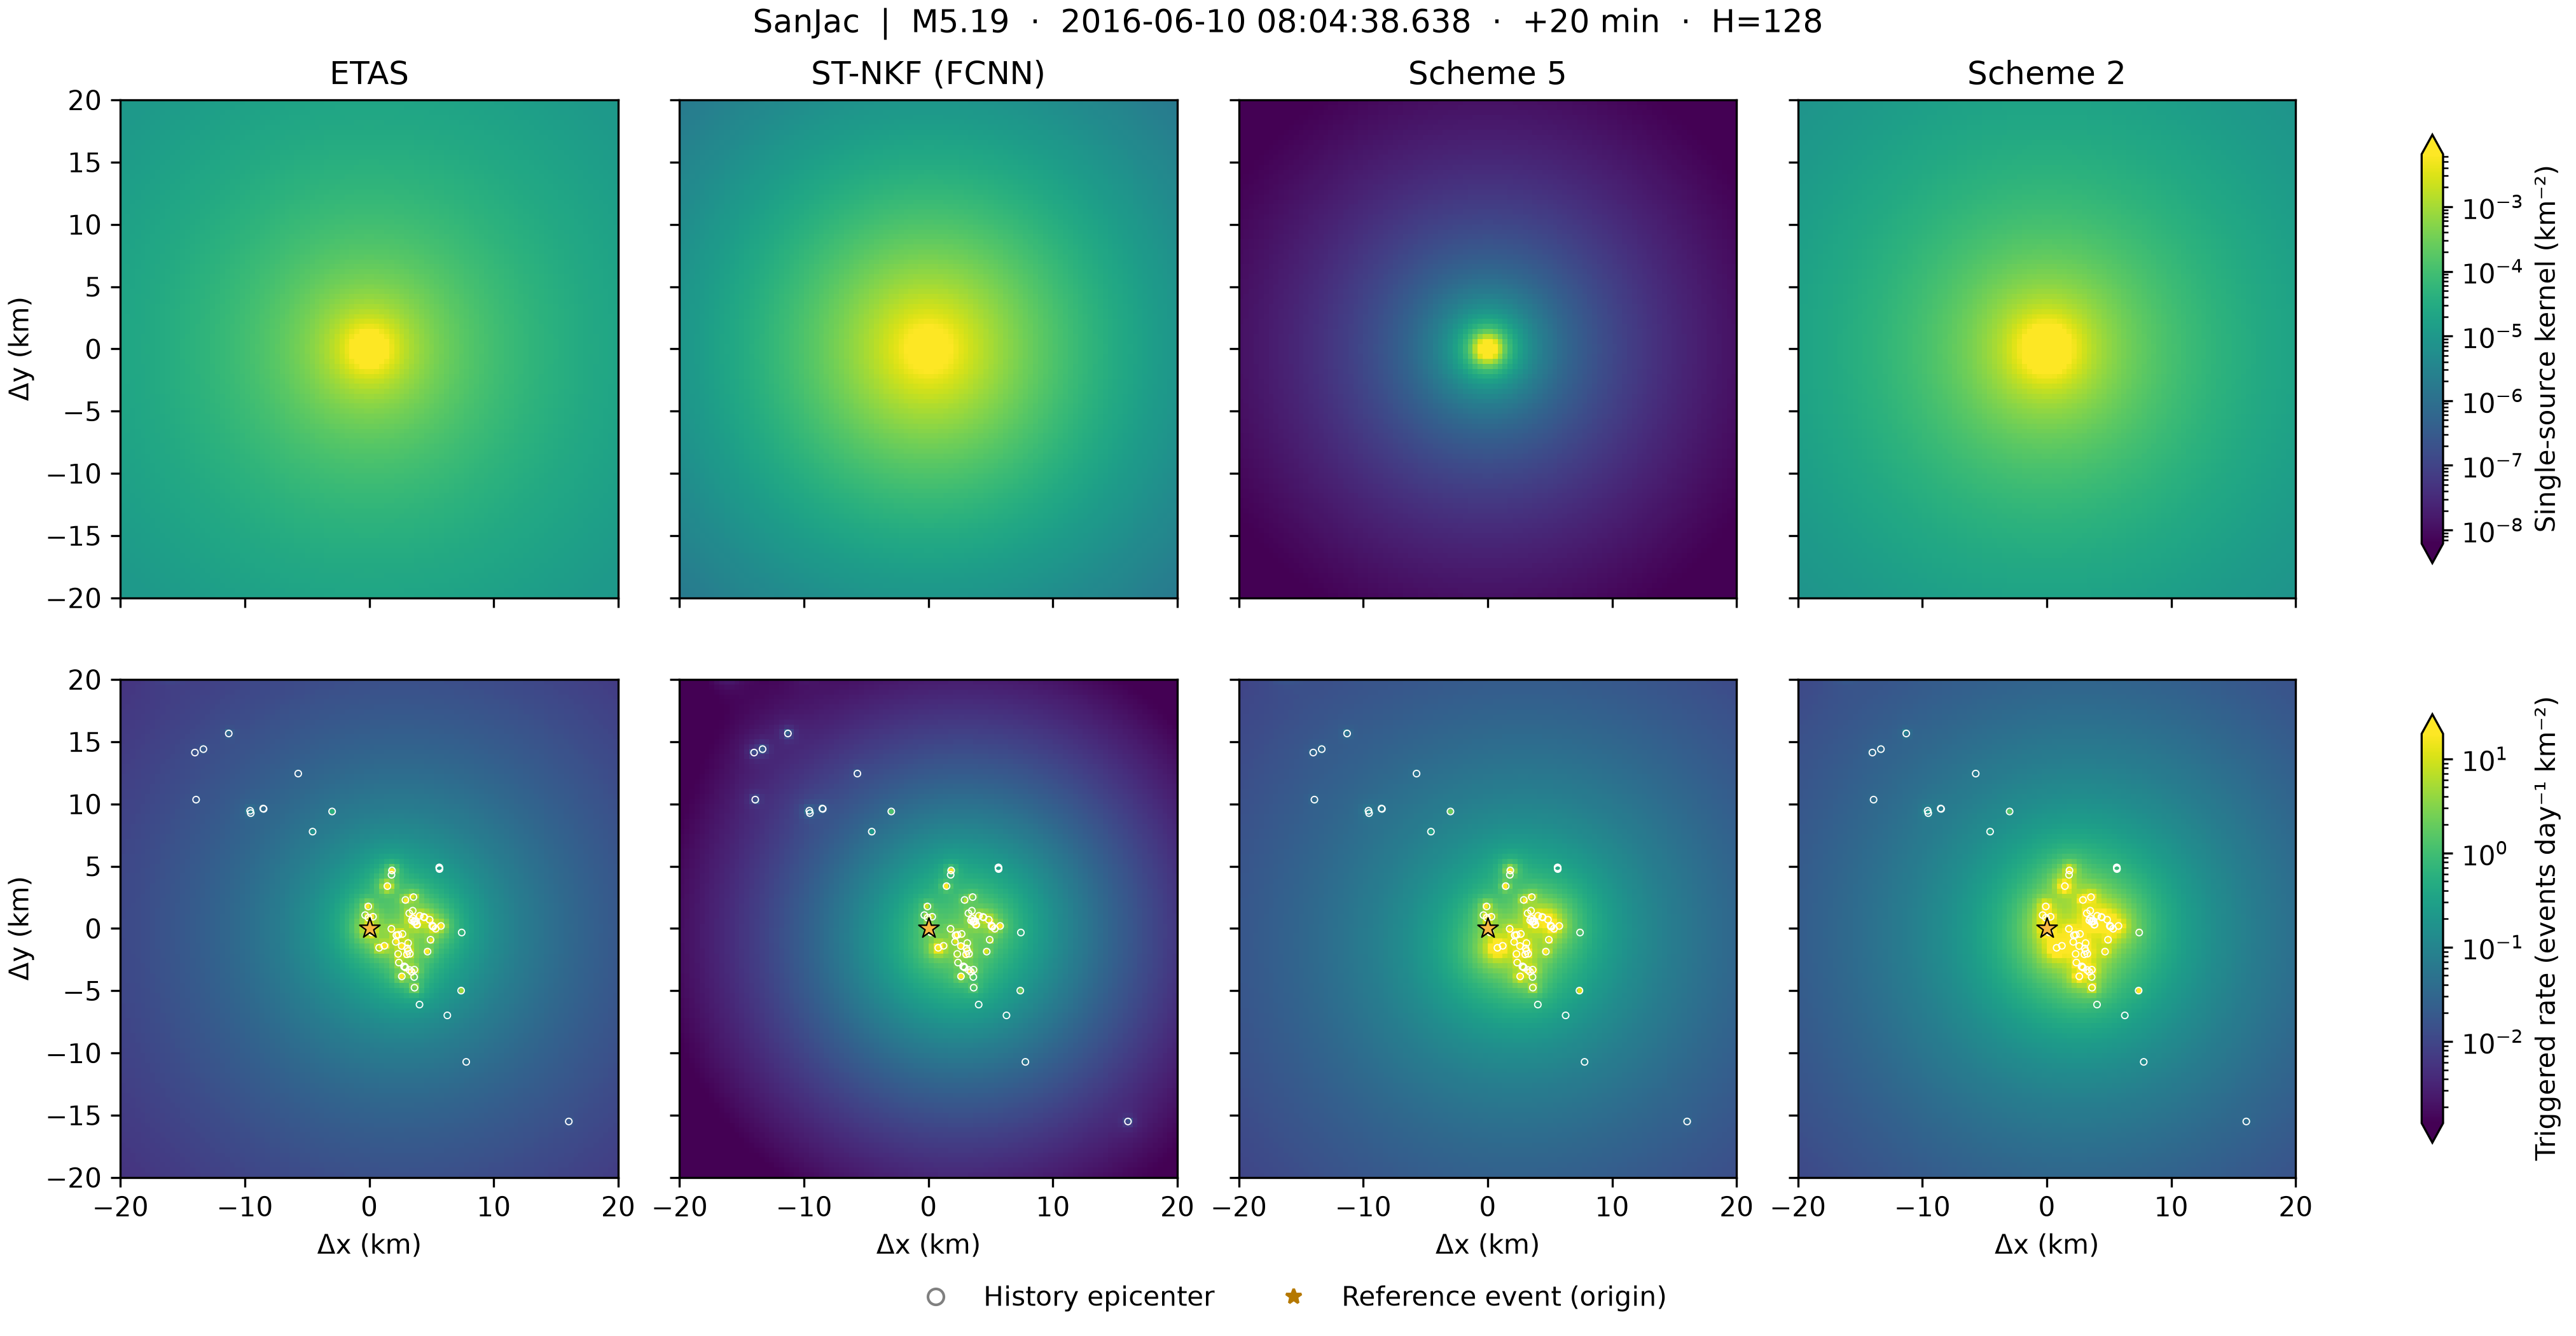 SanJac | M5.19 · 2016-06-10 08:04:38.638 · +20 min · H=128
ETAS
ST-NKF (FCNN)
Scheme 5
Scheme 2
20
15
10
5
0
−5
−10
−15
−20
Δy (km)
10⁻³
10⁻⁴
10⁻⁵
10⁻⁶
10⁻⁷
10⁻⁸
Single-source kernel (km⁻²)
20
15
10
5
0
−5
−10
−15
−20
Δy (km)
10¹
10⁰
10⁻¹
10⁻²
Triggered rate (events day⁻¹ km⁻²)
−20 −10 0 10 20
−20 −10 0 10 20
−20 −10 0 10 20
−20 −10 0 10 20
Δx (km)
Δx (km)
Δx (km)
Δx (km)
History epicenter
Reference event (origin)